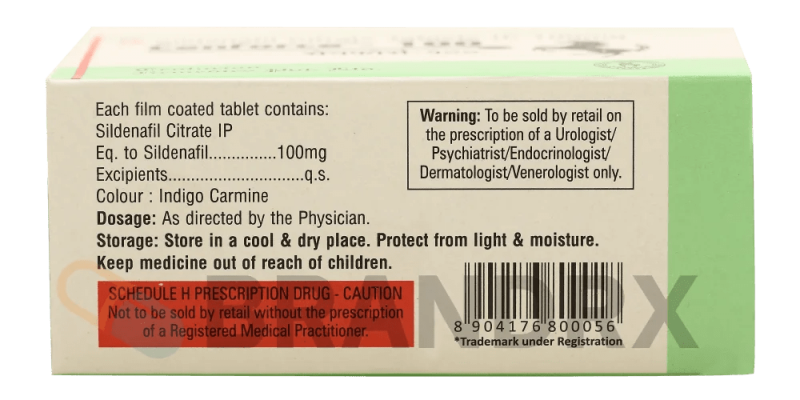 Each film coated tablet contains:
Sildenafil Citrate IP
Eq. to Sildenafil...............100mg
Excipients.............................q.s.
Colour : Indigo Carmine
Dosage: As directed by the Physician.
Storage: Store in a cool & dry place. Protect from light & moisture.
Keep medicine out of reach of children.
SCHEDULE H PRESCRIPTION DRUG - CAUTION
Not to be sold by retail without the prescription
of a Registered Medical Practitioner.
Warning: To be sold by retail on
the prescription of a Urologist/
Psychiatrist/Endocrinologist/
Dermatologist/Venerologist only.
8 904176 800056
*Trademark under Registration
BRANDRX